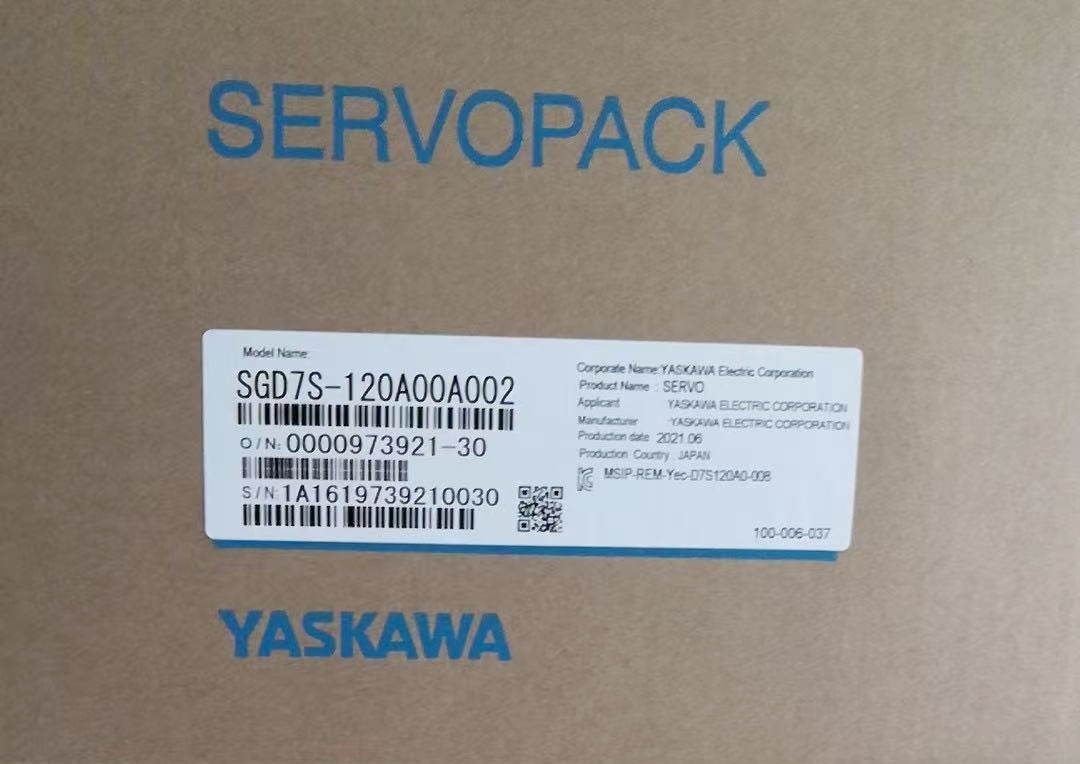 SERVOPACK
Model Name:
SGD7S-120A00A002
O/N: 0000973921-30
S/N: 1A1619739210030
Corporate Name:YASKAWA Electric Corporation
Product Name : SERVO
Applicant YASKAWA ELECTRIC CORPORATION
Manufacturer :YASKAWA ELECTRIC CORPORATION
Production date 2021.06
Production Country : JAPAN
MSIP-REM-Yec-D7S120A0-008
100-006-037
YASKAWA